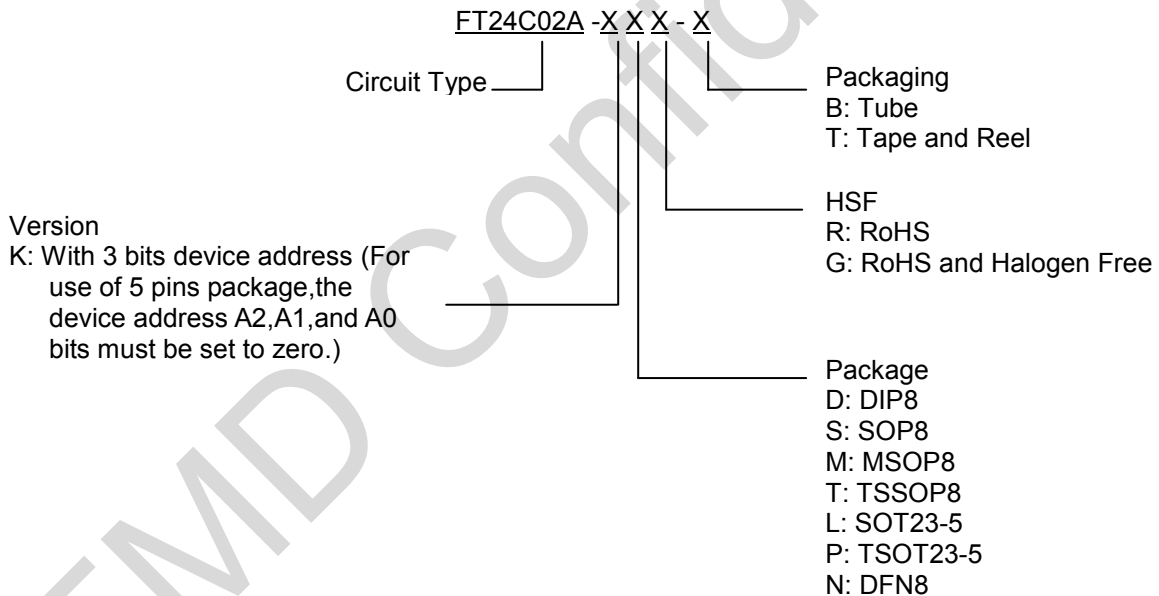 FT24C02A -X X X - X
Circuit Type
Packaging
B: Tube
T: Tape and Reel
HSF
R: RoHS
G: RoHS and Halogen Free
Version
K: With 3 bits device address (For
use of 5 pins package,the
device address A2,A1,and A0
bits must be set to zero.)
Package
D: DIP8
S: SOP8
M: MSOP8
T: TSSOP8
L: SOT23-5
P: TSOT23-5
N: DFN8